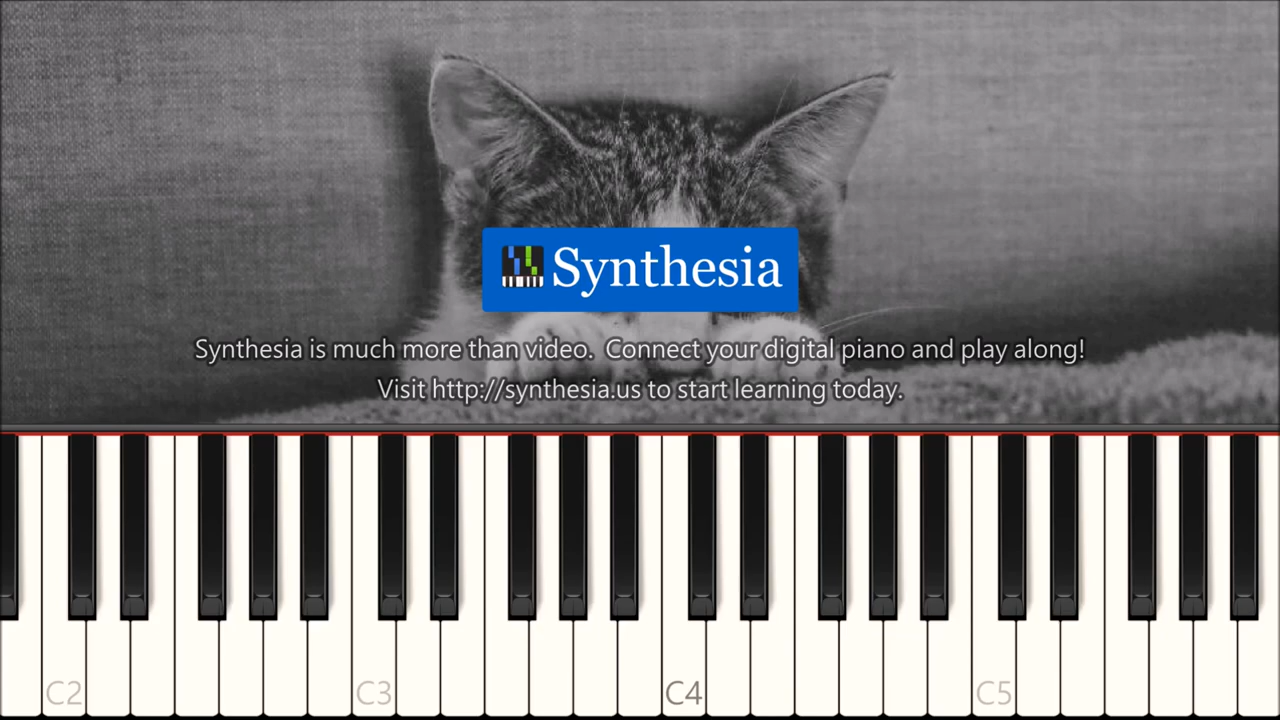 Synthesia
Synthesia is much more than video. Connect your digital piano and play along!
Visit http://synthesia.us to start learning today.
C2 C3 C4 C5